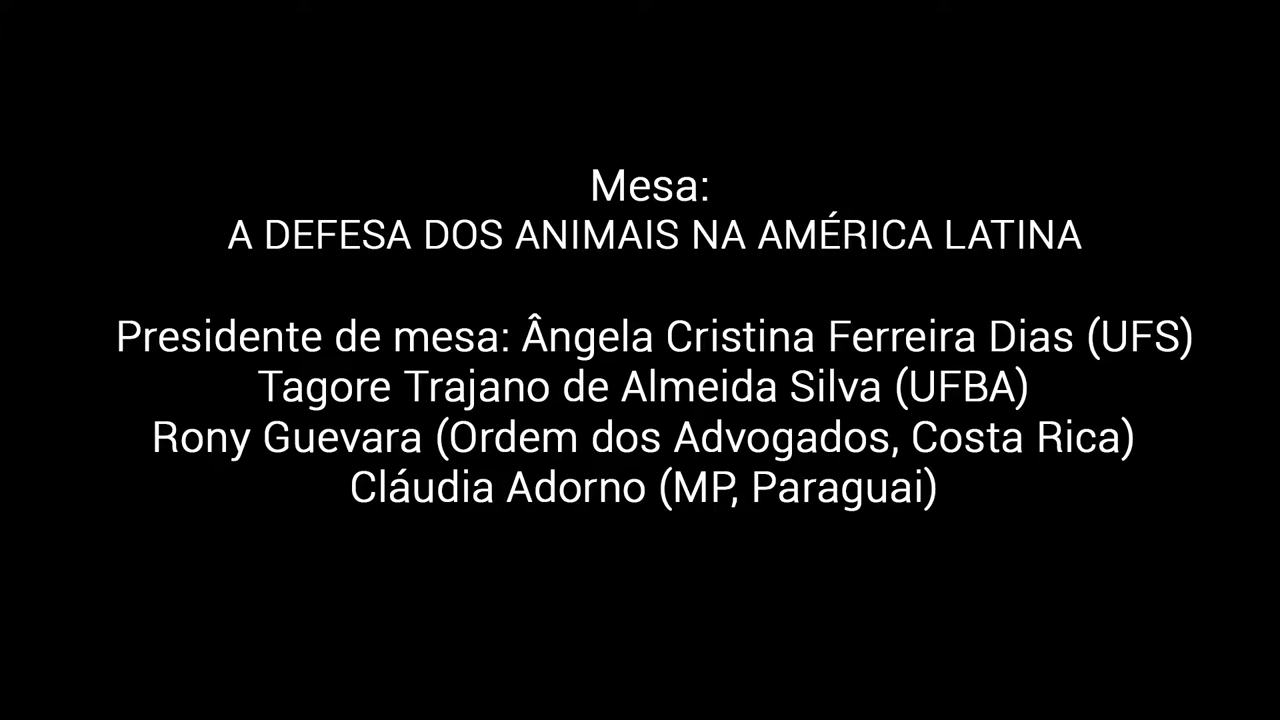 Mesa:
A DEFESA DOS ANIMAIS NA AMÉRICA LATINA
Presidente de mesa: Ângela Cristina Ferreira Dias (UFS)
Tagore Trajano de Almeida Silva (UFBA)
Rony Guevara (Ordem dos Advogados, Costa Rica)
Cláudia Adorno (MP, Paraguai)